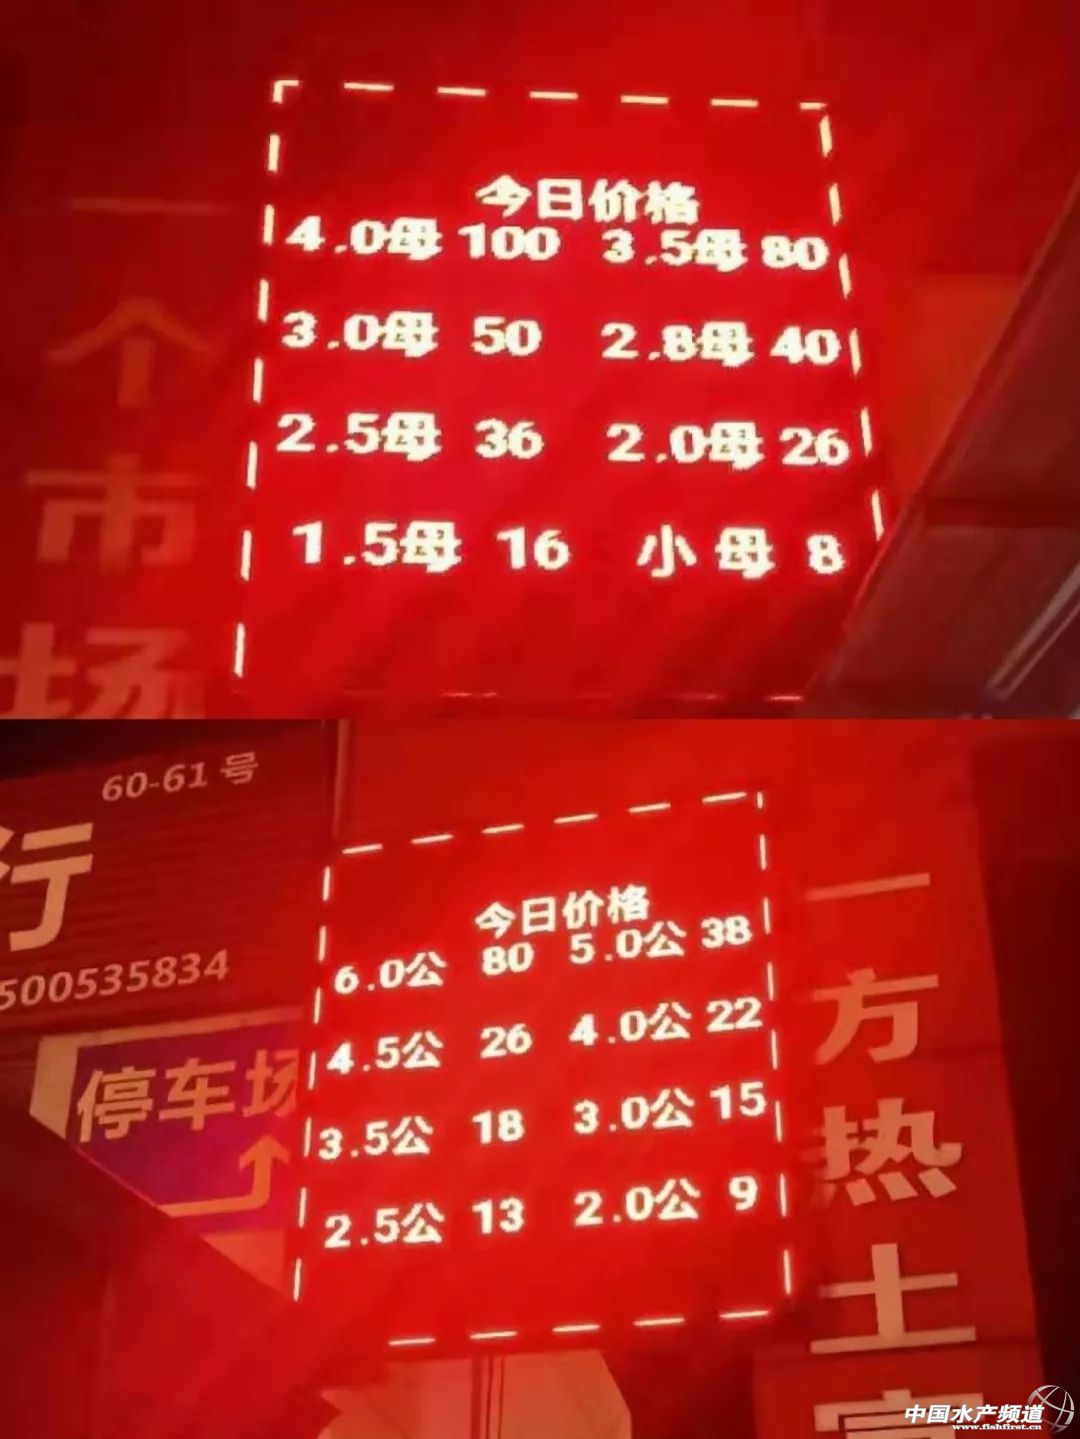 今日价格
4.0母 100 3.5母 80
3.0母 50 2.8母 40
2.5母 36 2.0母 26
1.5母 16 小母 8
一个市场
60-61号
行
500535834
停车场
今日价格
6.0公 80 5.0公 38
4.5公 26 4.0公 22
3.5公 18 3.0公 15
2.5公 13 2.0公 9
一方热土
中国水产频道
www.fishfirst.cn